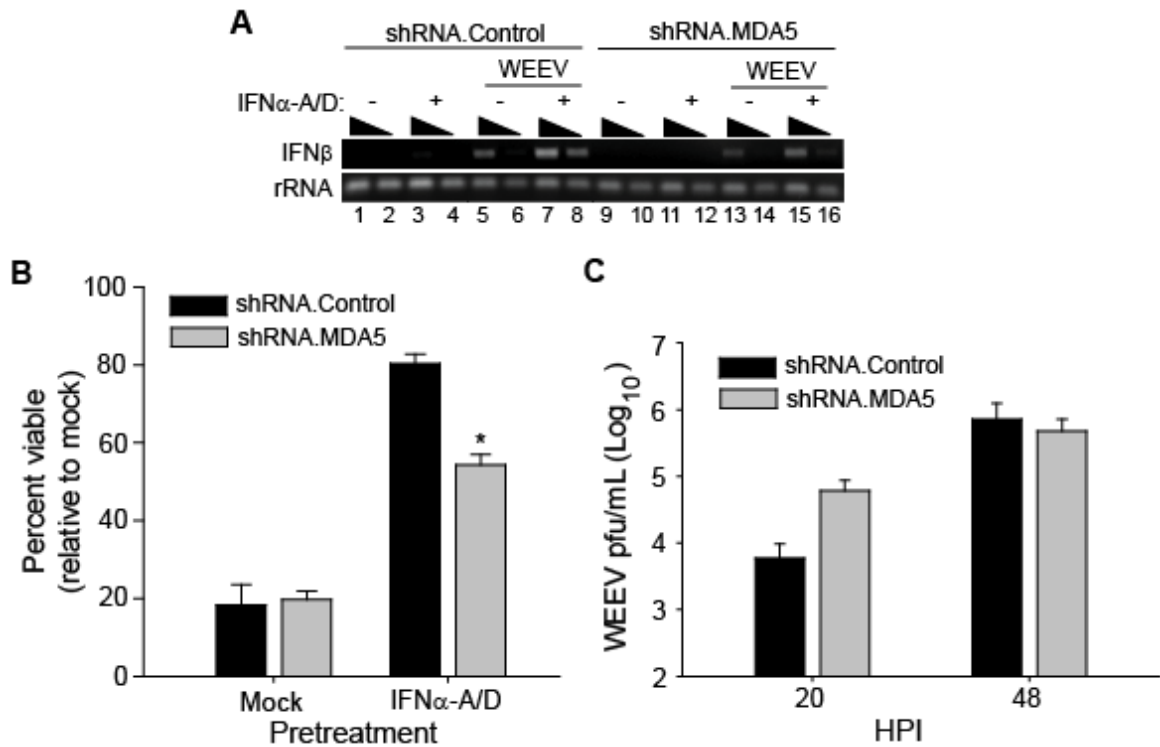 A
shRNA.Control shRNA.MDA5
WEEV WEEV
IFNα-A/D: - + - + - + - +
IFNβ
rRNA
1 2 3 4 5 6 7 8 9 10 11 12 13 14 15 16
B
shRNA.Control
shRNA.MDA5
Percent viable
(relative to mock)
100
80
60
40
20
0
*
Mock IFNα-A/D
Pretreatment
C
shRNA.Control
shRNA.MDA5
WEEV pfu/mL (Log10)
7
6
5
4
3
2
20 48
HPI